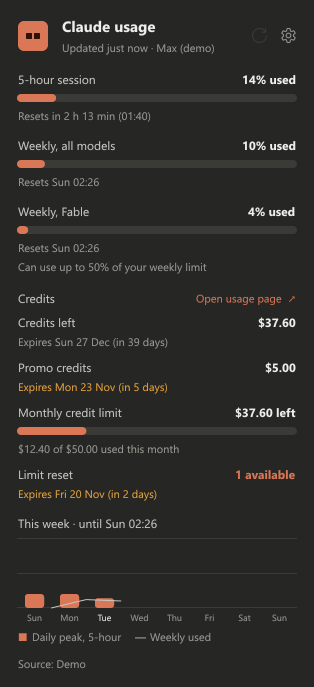 Claude usage
Updated just now · Max (demo)
5-hour session 14% used
Resets in 2 h 13 min (01:40)
Weekly, all models 10% used
Resets Sun 02:26
Weekly, Fable 4% used
Resets Sun 02:26
Can use up to 50% of your weekly limit
Credits Open usage page ↗
Credits left $37.60
Expires Sun 27 Dec (in 39 days)
Promo credits $5.00
Expires Mon 23 Nov (in 5 days)
Monthly credit limit $37.60 left
$12.40 of $50.00 used this month
Limit reset 1 available
Expires Fri 20 Nov (in 2 days)
This week · until Sun 02:26
Sun Mon Tue Wed Thu Fri Sat Sun
Daily peak, 5-hour Weekly used
Source: Demo